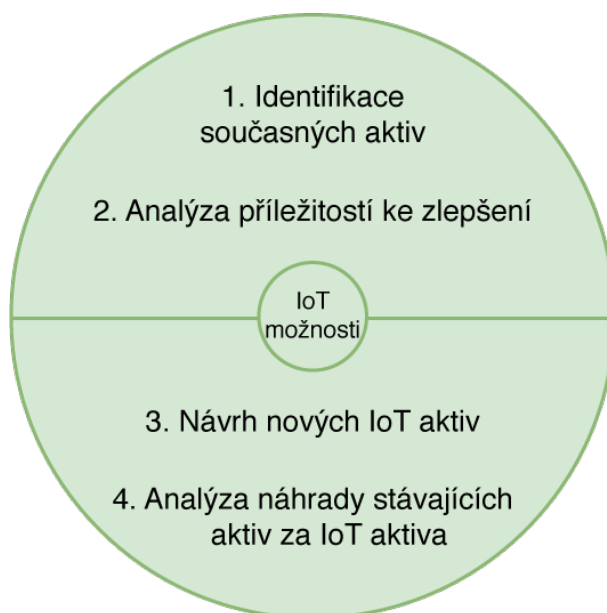 1. Identifikace
současných aktiv
2. Analýza příležitostí ke zlepšení
IoT
možnosti
3. Návrh nových IoT aktiv
4. Analýza náhrady stávajících
aktiv za IoT aktiva